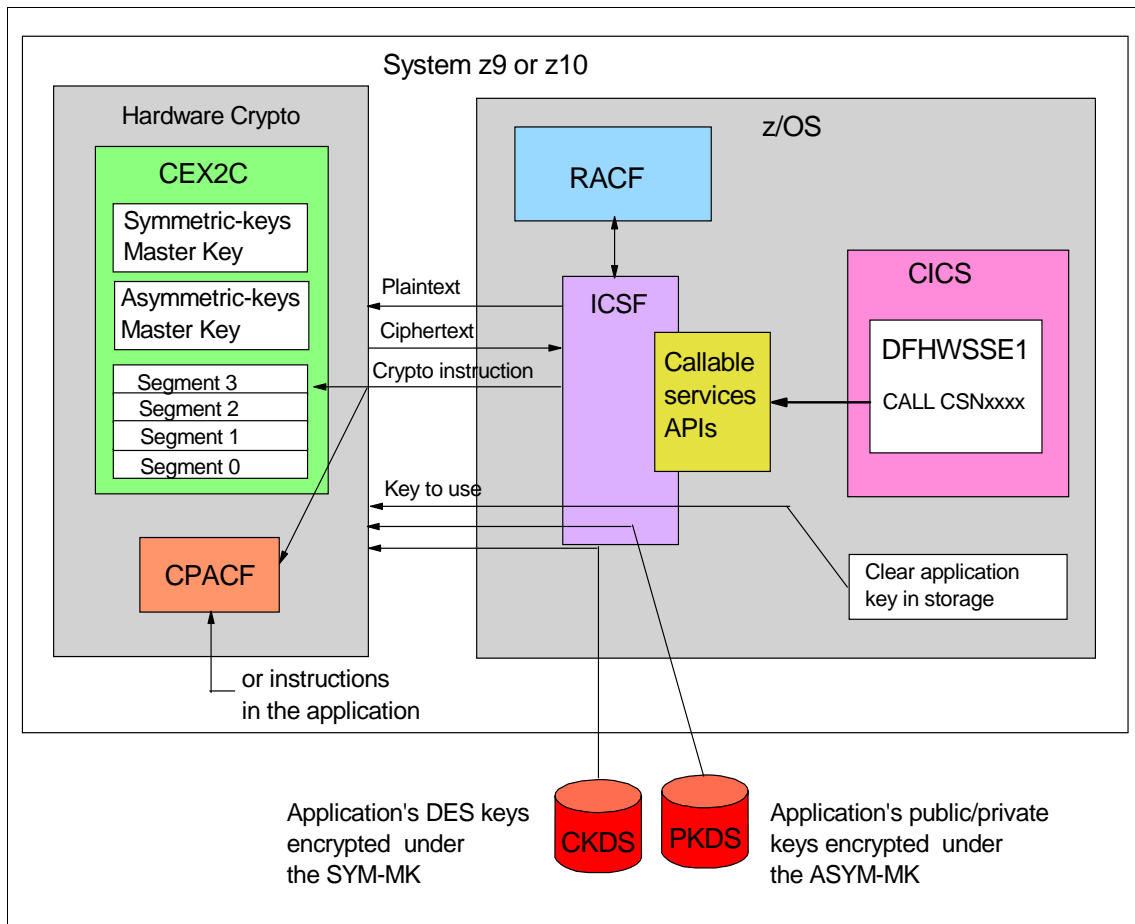 System z9 or z10
Hardware Crypto
CEX2C
Symmetric-keys
Master Key
Asymmetric-keys
Master Key
Segment 3
Segment 2
Segment 1
Segment 0
CPACF
or instructions
in the application
Plaintext
Ciphertext
Crypto instruction
Key to use
z/OS
RACF
ICSF
Callable
services
APIs
CICS
DFHWSSE1
CALL CSNxxxx
Clear application
key in storage
Application's DES keys
encrypted under
the SYM-MK
CKDS
PKDS
Application's public/private
keys encrypted under
the ASYM-MK